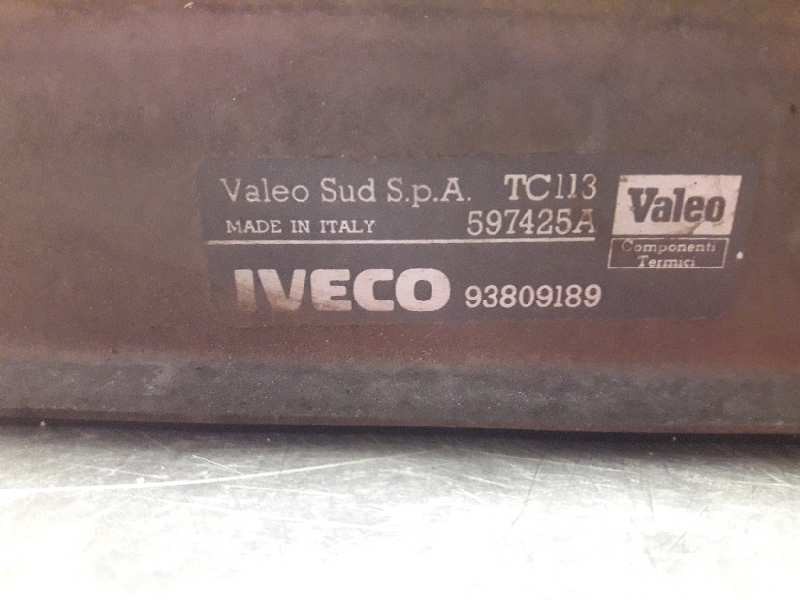 Valeo Sud S.p.A. TC113
MADE IN ITALY 597425A
Valeo
Componenti
Termici
IVECO 93809189